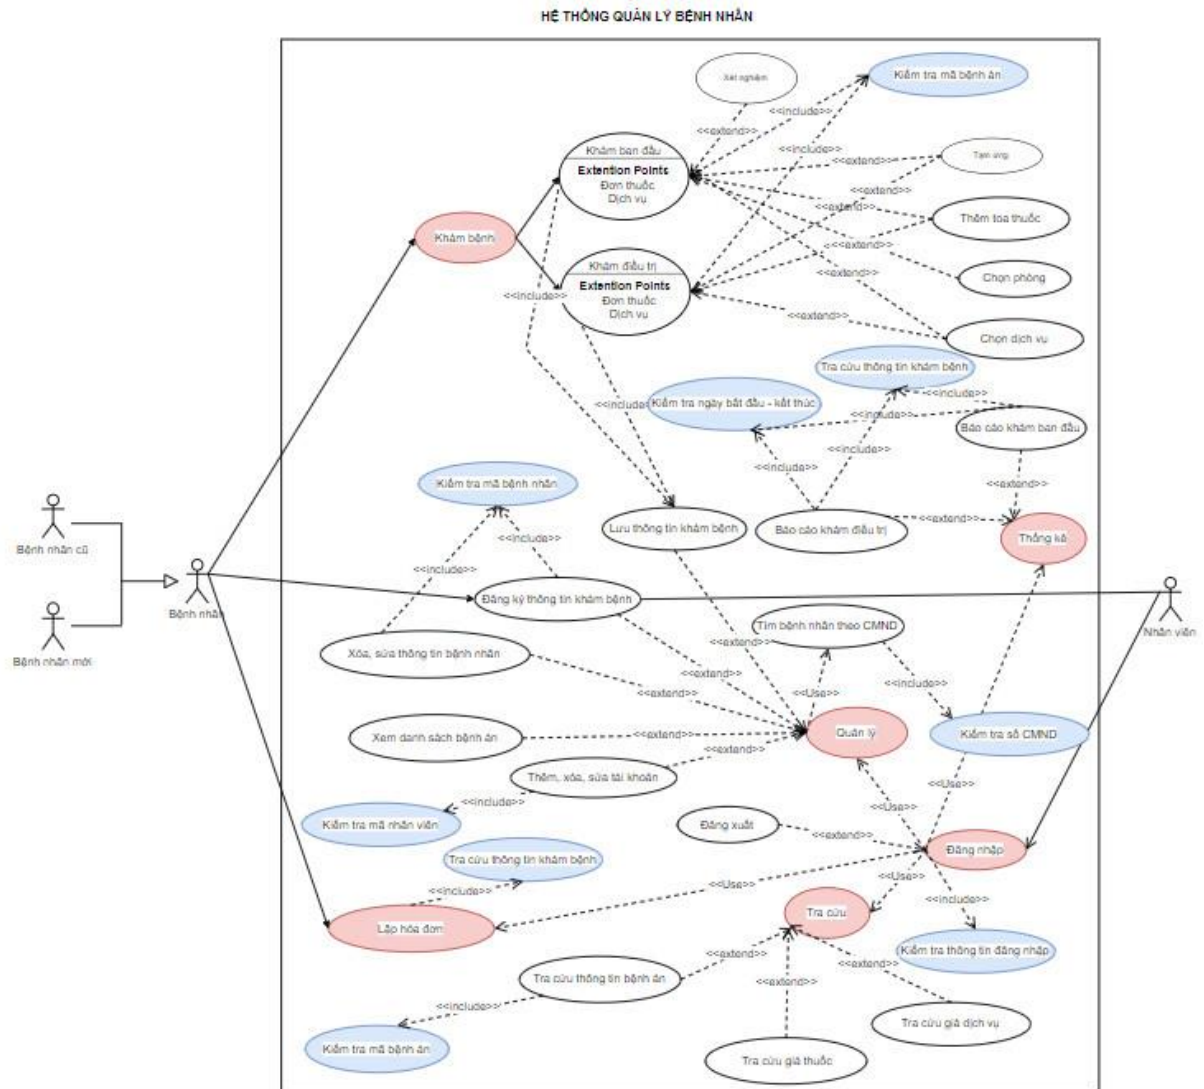 HỆ THỐNG QUẢN LÝ BỆNH NHÂN
Xét nghiệm
Kiểm tra mã bệnh án
<<include>>
<<extend>>
<<include>>
Khám ban đầu
Extention Points
Đơn thuốc
Dịch vụ
<<extend>>
Tạm ứng
<<extend>>
<<extend>>
Thêm toa thuốc
Khám bệnh
<<extend>>
Khám điều trị
Extention Points
Đơn thuốc
Dịch vụ
<<extend>>
Chọn phòng
<<include>>
<<extend>>
Chọn dịch vụ
Tra cứu thông tin khám bệnh
<<include>>
<<include>>
Kiểm tra ngày bắt đầu - kết thúc
Báo cáo khám ban đầu
<<include>>
Kiểm tra mã bệnh nhân
<<extend>>
Lưu thông tin khám bệnh
Báo cáo khám điều trị
<<extend>>
Thống kê
<<include>>
<<include>>
Bệnh nhân cũ
Bệnh nhân
Đăng ký thông tin khám bệnh
Nhân viên
Tìm bệnh nhân theo CMND
Bệnh nhân mới
Xóa, sửa thông tin bệnh nhân
<<extend>>
<<extend>>
<<extend>>
<<Use>>
<<include>>
Xem danh sách bệnh án
<<extend>>
<<extend>>
Quản lý
Kiểm tra số CMND
Thêm, xóa, sửa tài khoản
<<include>>
<<Use>>
<<Use>>
Kiểm tra mã nhân viên
Đăng xuất
<<extend>>
Đăng nhập
Tra cứu thông tin khám bệnh
<<include>>
<<Use>>
<<Use>>
<<include>>
Lập hóa đơn
Tra cứu
Kiểm tra thông tin đăng nhập
<<extend>>
<<extend>>
Tra cứu thông tin bệnh án
<<extend>>
<<include>>
Tra cứu giá dịch vụ
Kiểm tra mã bệnh án
Tra cứu giá thuốc